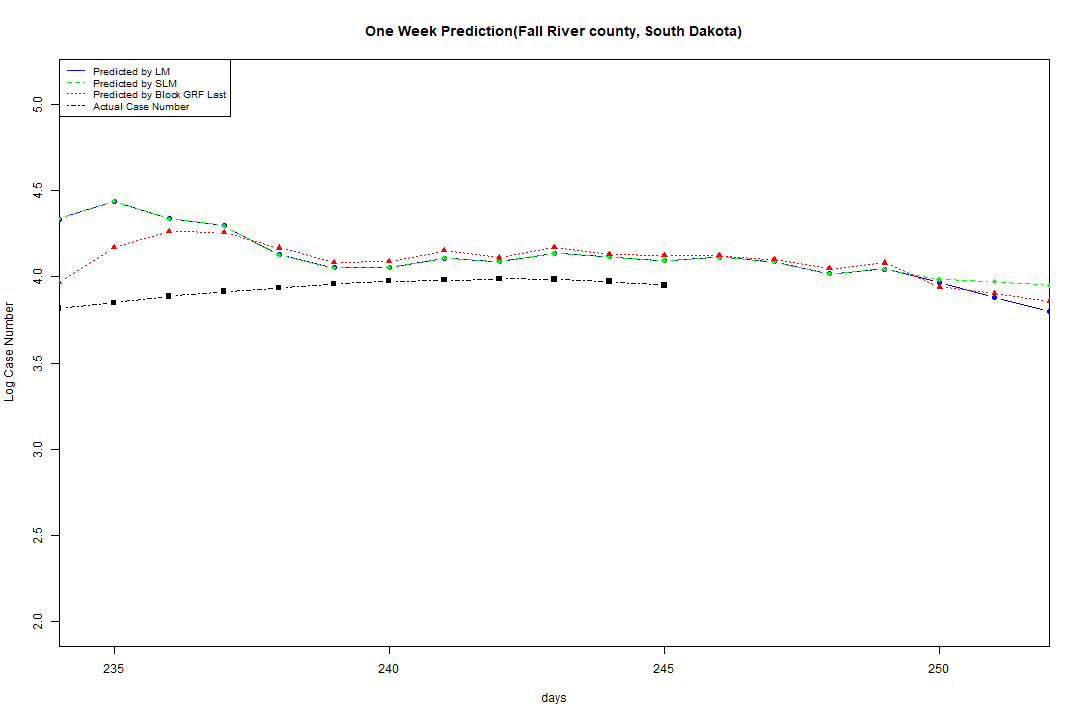 One Week Prediction(Fall River county, South Dakota)
Predicted by LM
Predicted by SLM
Predicted by Block GRF Last
Actual Case Number
Log Case Number
5.0
4.5
4.0
3.5
3.0
2.5
2.0
235 240 245 250
days